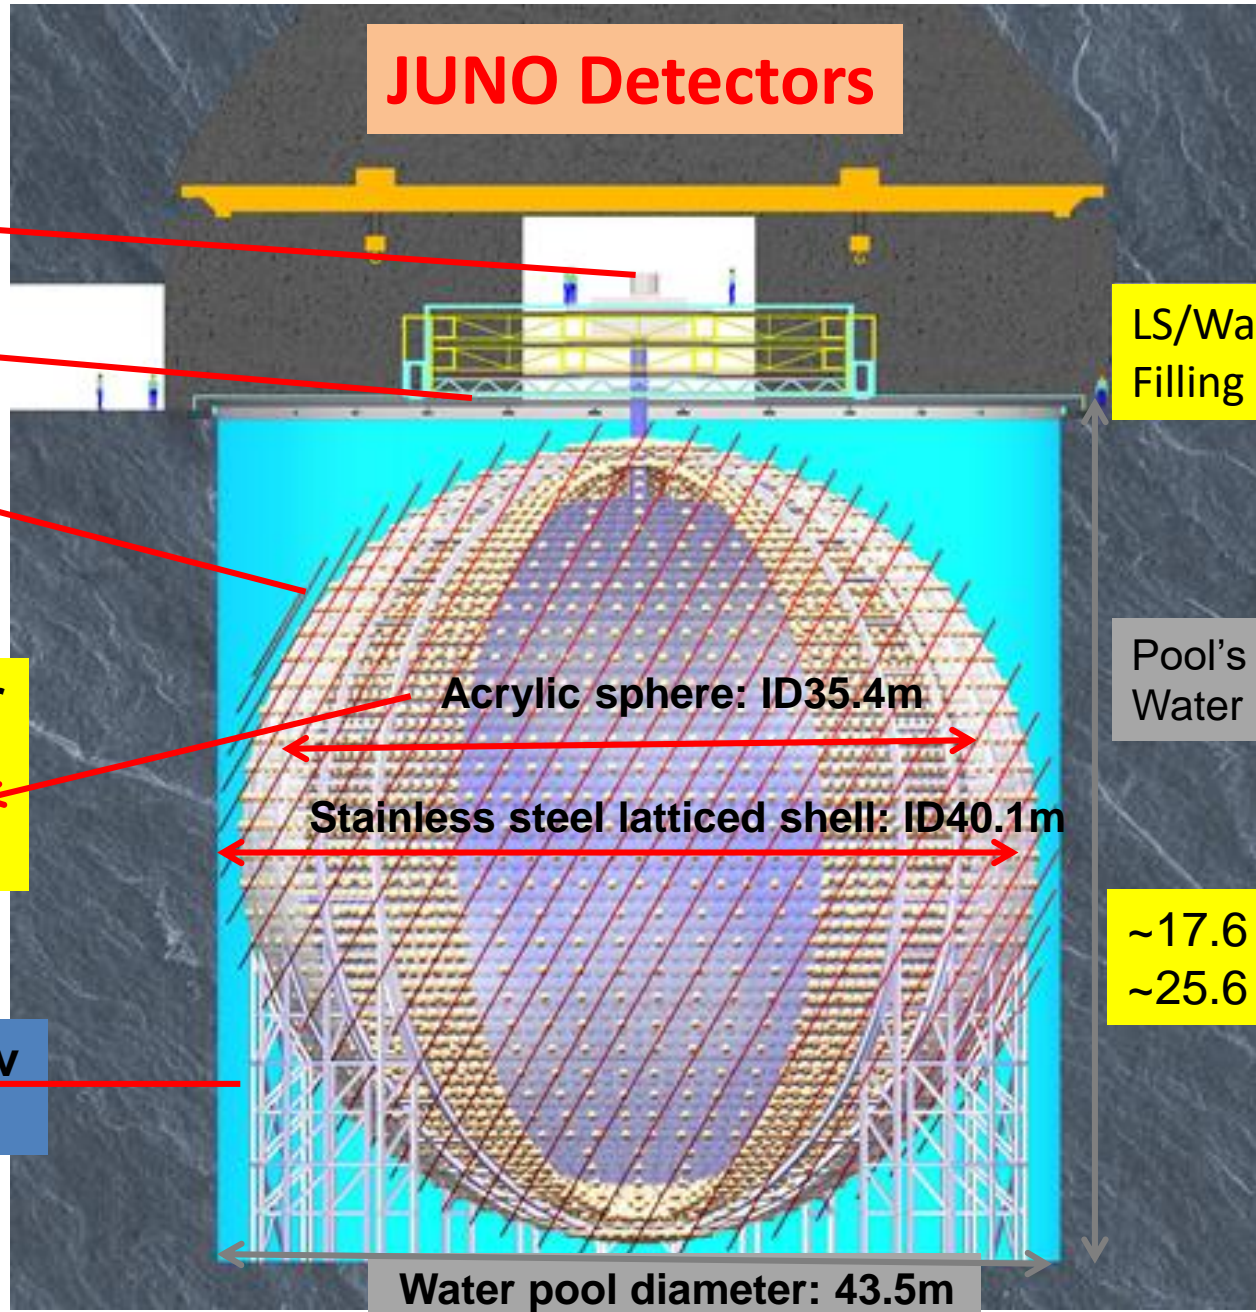 JUNO Detectors
LS/Wa
Filling
Pool's
Water
Acrylic sphere: ID35.4m
Stainless steel latticed shell: ID40.1m
~17.6
~25.6
Water pool diameter: 43.5m